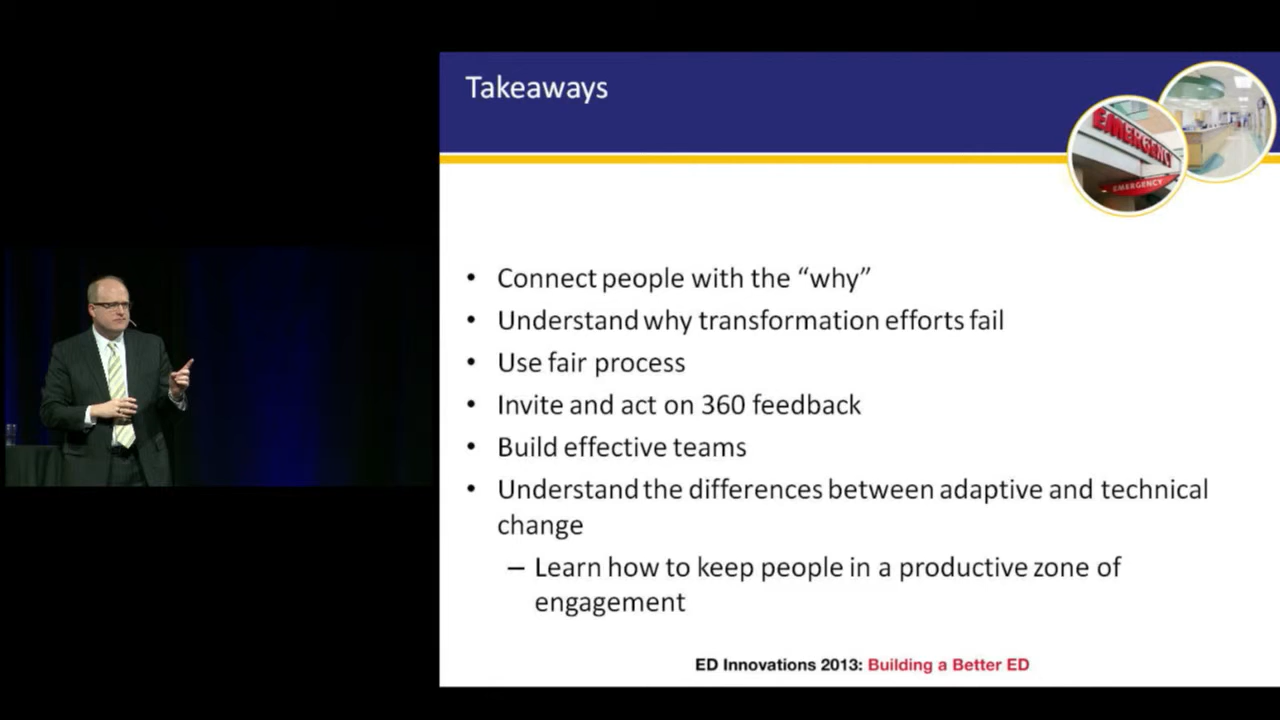 Takeaways
EMERGENCY
EMERGENCY
• Connect people with the “why”
• Understand why transformation efforts fail
• Use fair process
• Invite and act on 360 feedback
• Build effective teams
• Understand the differences between adaptive and technical
change
– Learn how to keep people in a productive zone of
engagement
ED Innovations 2013: Building a Better ED